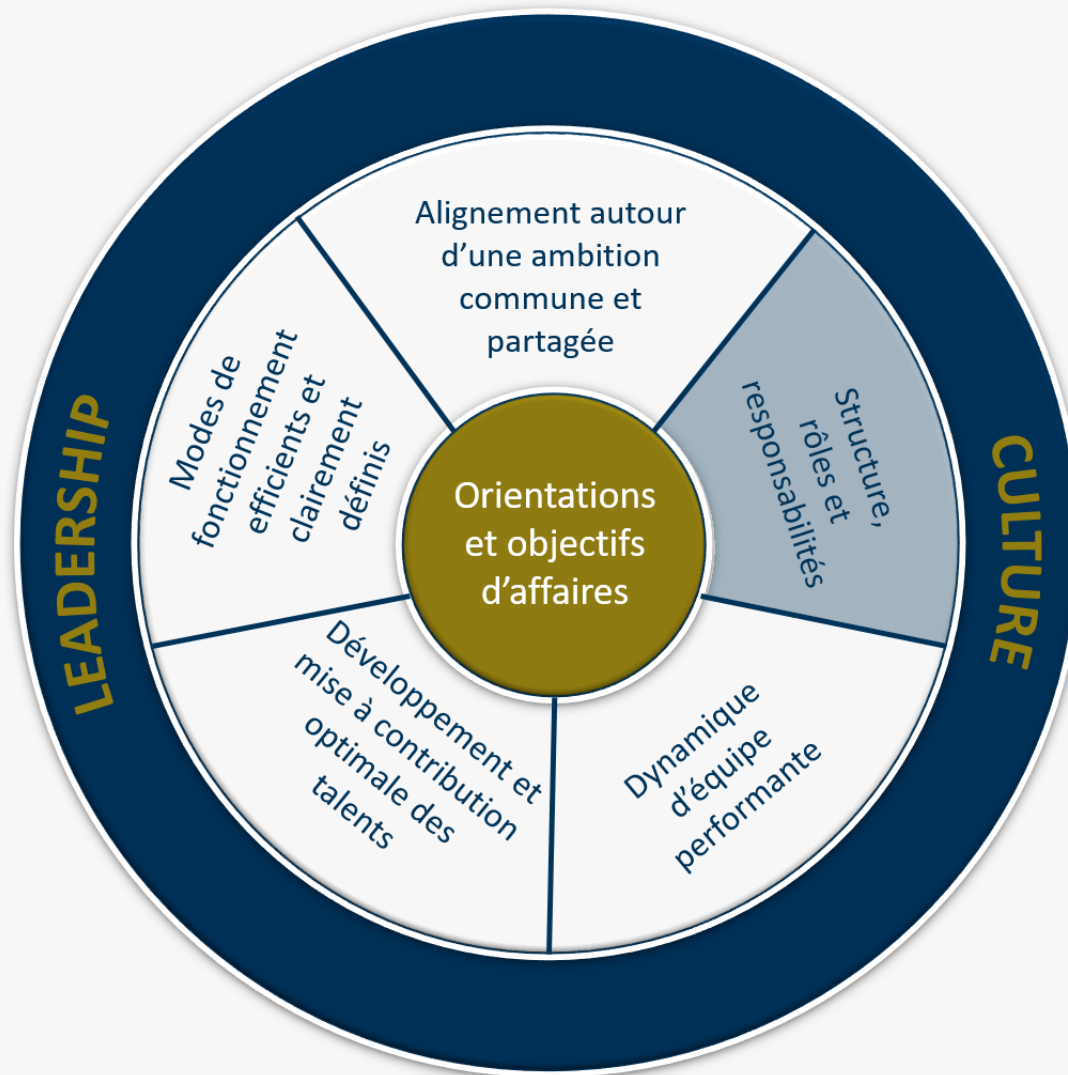 Alignement autour
d’une ambition
commune et
partagée
Structure,
rôles et
responsabilités
Dynamique
d’équipe
performante
Développement et
mise à contribution
optimale des
talents
Modes de
fonctionnement
efficients et
clairement
définis
Orientations
et objectifs
d’affaires
LEADERSHIP
CULTURE